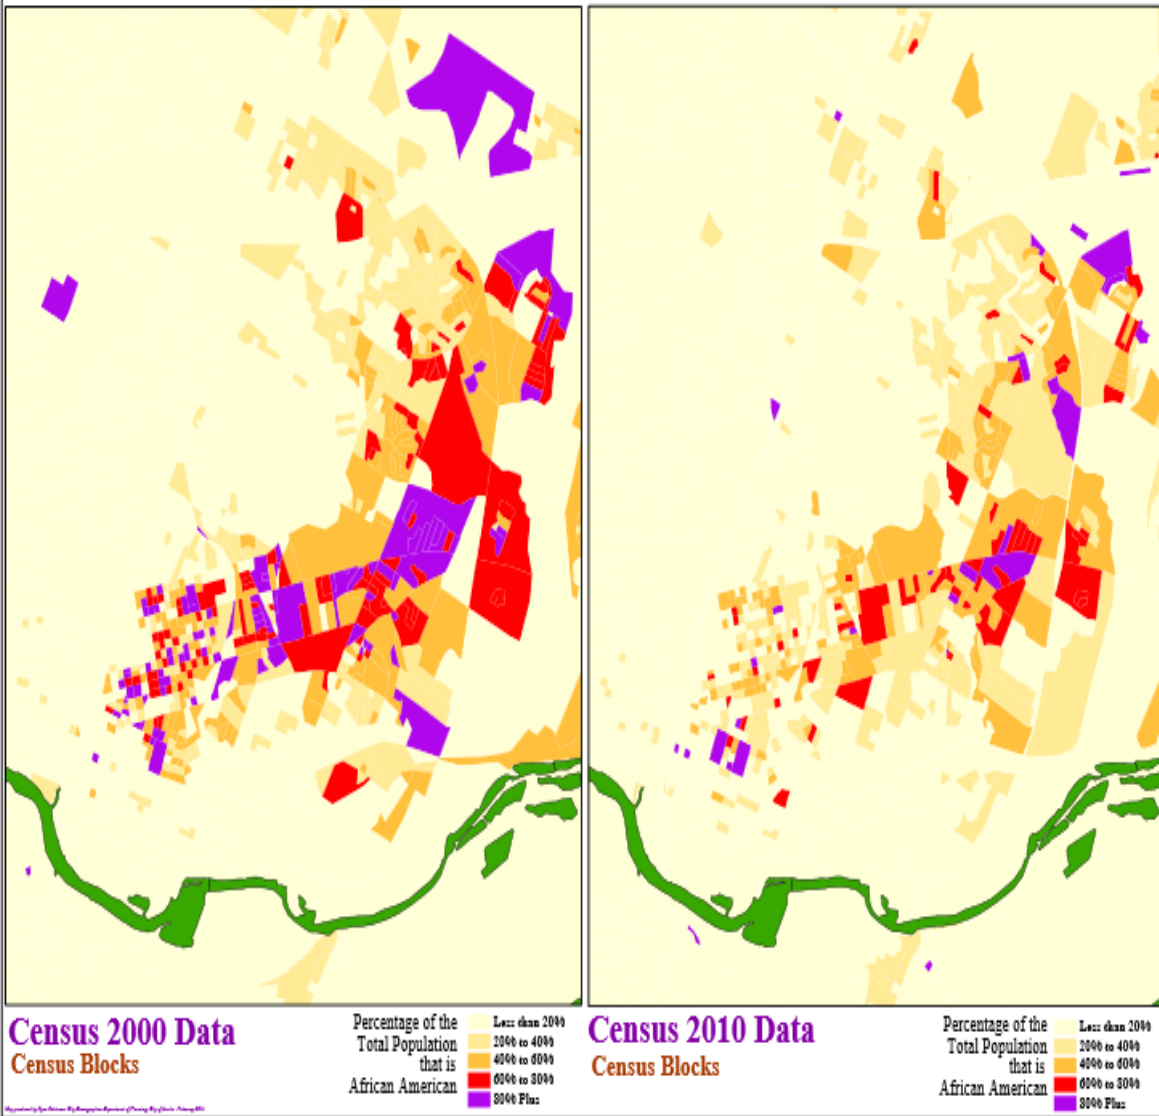 Census 2000 Data
Census Blocks
Percentage of the
Total Population
that is
African American
Less than 20%
20% to 40%
40% to 60%
60% to 80%
80% Plus
Census 2010 Data
Census Blocks
Percentage of the
Total Population
that is
African American
Less than 20%
20% to 40%
40% to 60%
60% to 80%
80% Plus